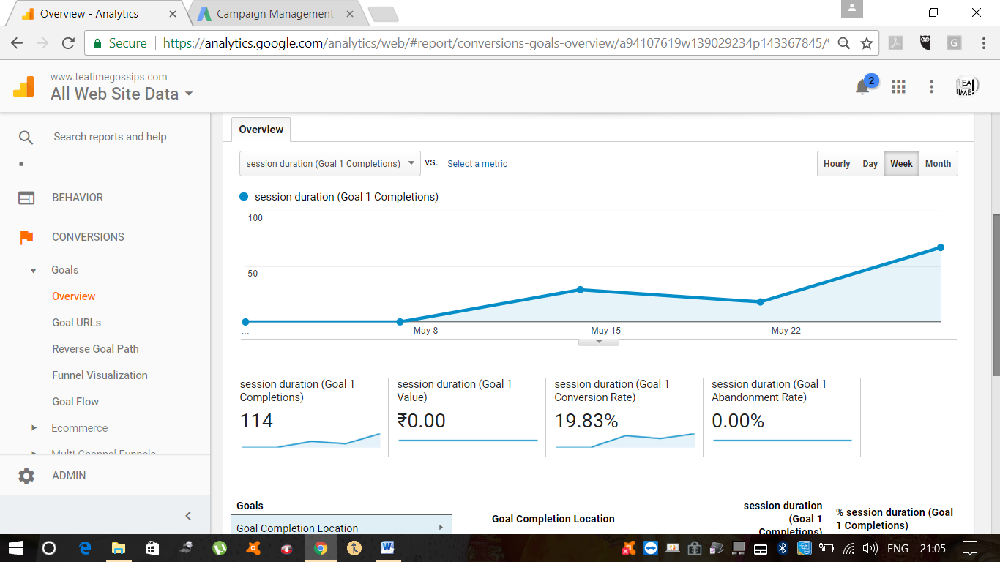 Overview - Analytics
Campaign Management
Secure
https://analytics.google.com/analytics/web/#report/conversions-goals-overview/a94107619w139029234p143367845/
www.teatimegossips.com
All Web Site Data
2
TEA
TIME!
Search reports and help
BEHAVIOR
CONVERSIONS
Goals
Overview
Goal URLs
Reverse Goal Path
Funnel Visualization
Goal Flow
Ecommerce
Multi-Channel Funnels
ADMIN
Overview
session duration (Goal 1 Completions)
vs.
Select a metric
Hourly
Day
Week
Month
session duration (Goal 1 Completions)
100
50
...
May 8
May 15
May 22
session duration (Goal 1
Completions)
114
session duration (Goal 1
Value)
₹0.00
session duration (Goal 1
Conversion Rate)
19.83%
session duration (Goal 1
Abandonment Rate)
0.00%
Goals
Goal Completion Location
Goal Completion Location
session duration
(Goal 1
Completions)
% session duration (Goal
1 Completions)
ENG
21:05